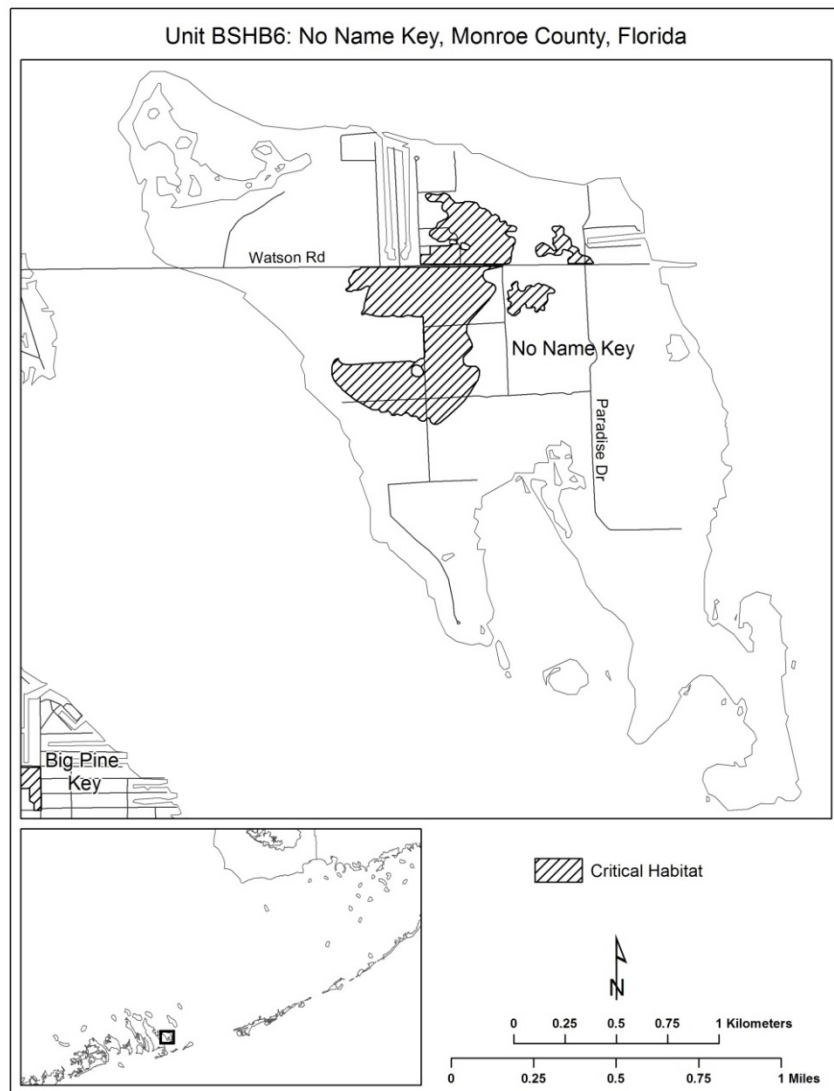 Unit BSHB6: No Name Key, Monroe County, Florida
Watson Rd
No Name Key
Paradise Dr
Big Pine
Key
Critical Habitat
N
0 0.25 0.5 0.75 1 Kilometers
0 0.25 0.5 0.75 1 Miles